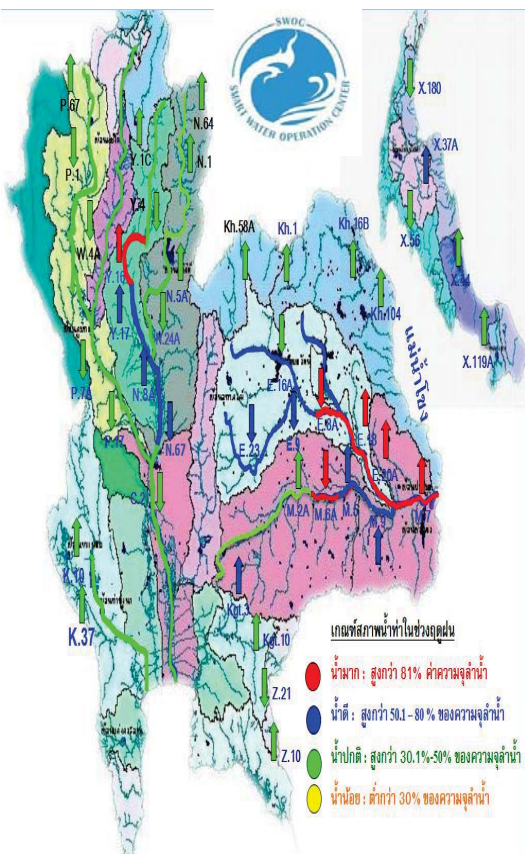 SWOC
SMART WATER OPERATION CENTER
X.180
P.67
X.37A
N.64
Y.1C
N.1
P.1
Y.4
Kh.58A
Kh.1
Kh.16B
X.56
X.44
W.4A
Y.16
N.5A
Kh.104
แม่น้ำโขง
Y.17
N.24A
X.119A
P.7A
N.8A
E.16A
E.8A
P.17
N.67
E.23
E.9
E.18
E.20A
C.2
M.2A
M.6A
M.5
M.9
M.7
K.10
Kgt.3
K.37
Kgt.10
เกณฑ์สภาพน้ำท่าในช่วงฤดูฝน
น้ำมาก : สูงกว่า 81% ค่าความจุลำน้ำ
Z.21
น้ำดี : สูงกว่า 50.1 – 80 % ของความจุลำน้ำ
Z.10
น้ำปกติ : สูงกว่า 30.1%-50% ของความจุลำน้ำ
น้ำน้อย : ต่ำกว่า 30% ของความจุลำน้ำ